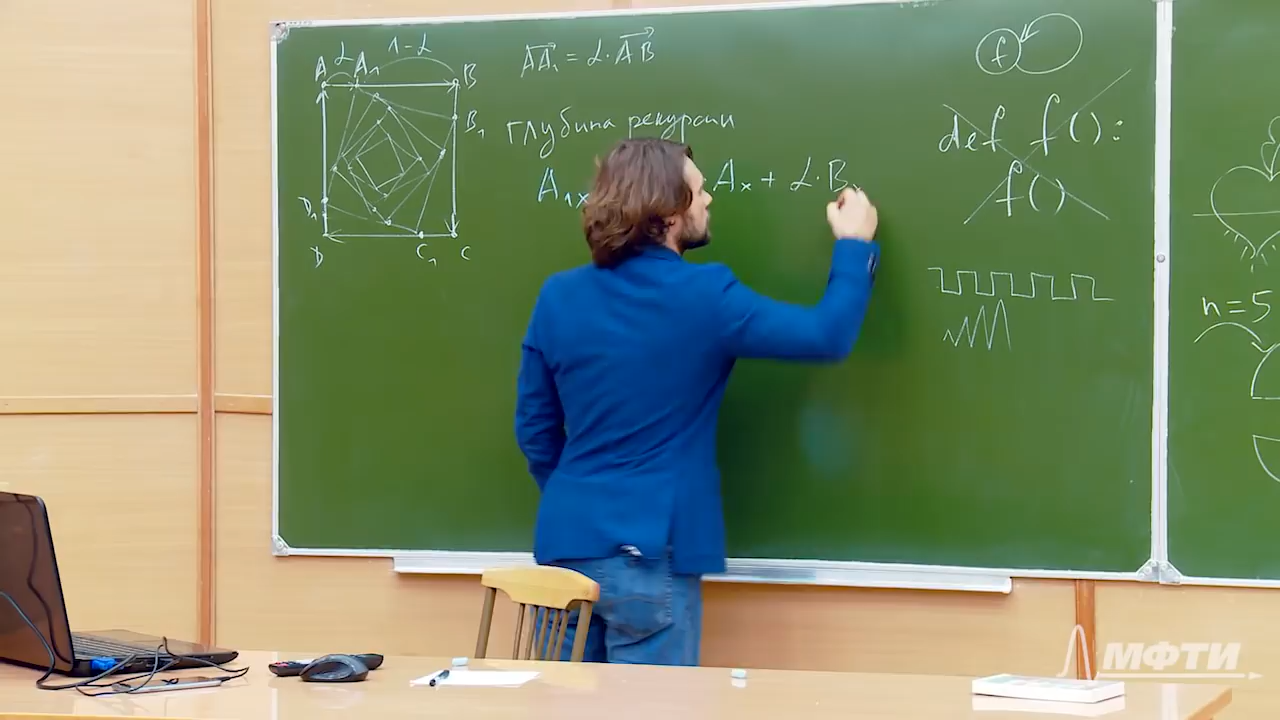 A α A₁ 1-α B
B₁
D₁
D C₁ C
AA₁ = α·AB
глубина рекурсии
A₁ₓ · Aₓ + α·Bₓ
f
def f():
f()
n=5
МФТИ